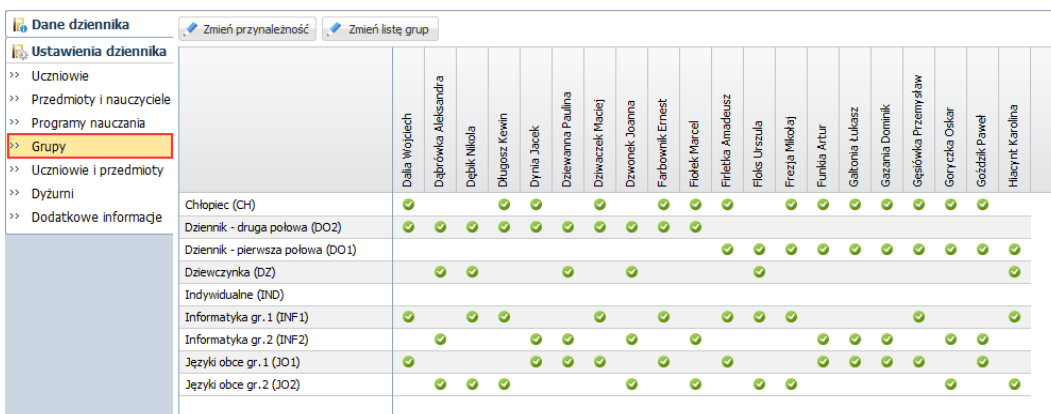 Dane dziennika
Ustawienia dziennika
>> Uczniowie
>> Przedmioty i nauczyciele
>> Programy nauczania
>> Grupy
>> Uczniowie i przedmioty
>> Dyżurni
>> Dodatkowe informacje
Zmień przynależność
Zmień listę grup
Dalia Wojciech
Dąbrówka Aleksandra
Dębik Nikola
Długosz Kewin
Dynia Jacek
Dziewanna Paulina
Dziwaczek Maciej
Dzwonek Joanna
Farbownik Ernest
Fiołek Marcel
Firletka Amadeusz
Floks Urszula
Frezja Mikołaj
Funkia Artur
Galtonia Łukasz
Gazania Dominik
Gęsiówka Przemysław
Goryczka Oskar
Goździk Paweł
Hiacynt Karolina
Chłopiec (CH)
Dziennik - druga połowa (DO2)
Dziennik - pierwsza połowa (DO1)
Dziewczynka (DZ)
Indywidualne (IND)
Informatyka gr.1 (INF1)
Informatyka gr.2 (INF2)
Języki obce gr.1 (JO1)
Języki obce gr.2 (JO2)